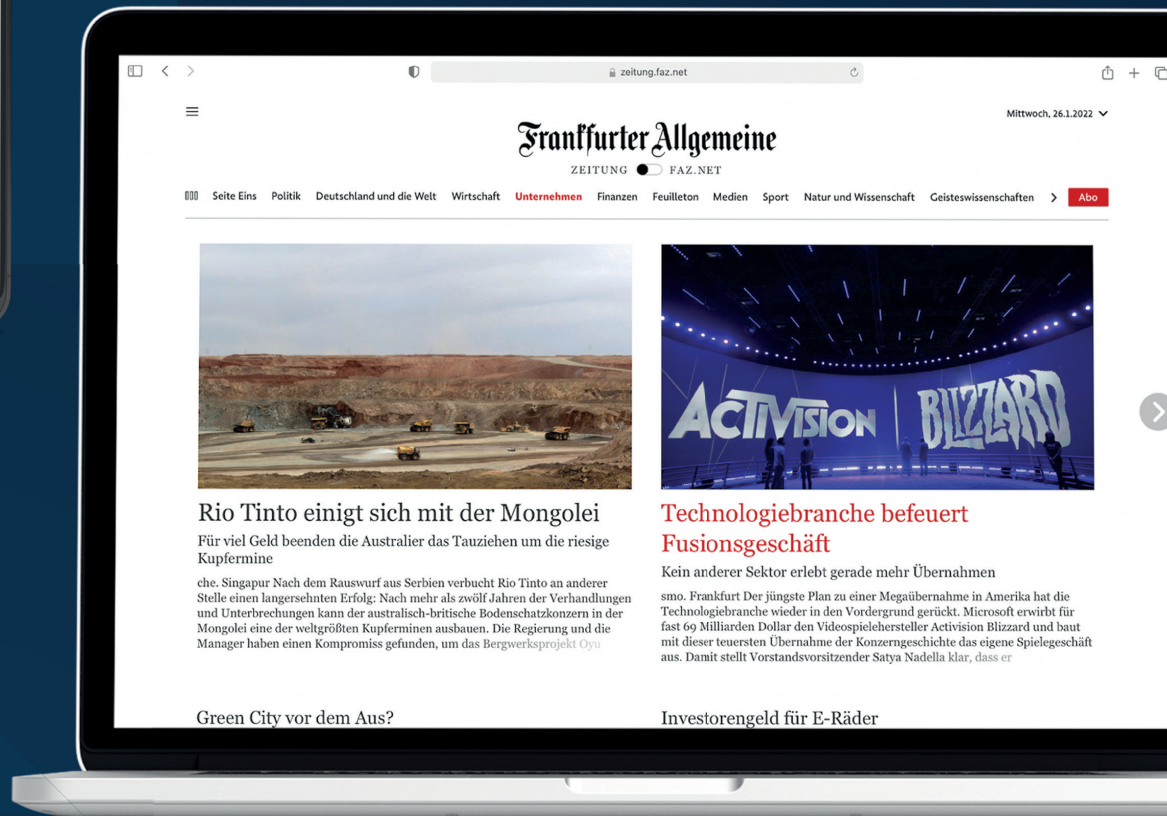 zeitung.faz.net
Mittwoch, 26.1.2022
Frankfurter Allgemeine
ZEITUNG FAZ.NET
Seite Eins Politik Deutschland und die Welt Wirtschaft Unternehmen Finanzen Feuilleton Medien Sport Natur und Wissenschaft Geisteswissenschaften Abo
ACTIVISION BLIZZARD
Rio Tinto einigt sich mit der Mongolei
Für viel Geld beenden die Australier das Tauziehen um die riesige
Kupfermine
che. Singapur Nach dem Rauswurf aus Serbien verbucht Rio Tinto an anderer
Stelle einen langersehnten Erfolg: Nach mehr als zwölf Jahren der Verhandlungen
und Unterbrechungen kann der australisch-britische Bodenschatzkonzern in der
Mongolei eine der weltgrößten Kupferminen ausbauen. Die Regierung und die
Manager haben einen Kompromiss gefunden, um das Bergwerksprojekt Oyu
Technologiebranche befeuert
Fusionsgeschäft
Kein anderer Sektor erlebt gerade mehr Übernahmen
smo. Frankfurt Der jüngste Plan zu einer Megaübernahme in Amerika hat die
Technologiebranche wieder in den Vordergrund gerückt. Microsoft erwirbt für
fast 69 Milliarden Dollar den Videospielehersteller Activision Blizzard und baut
mit dieser teuersten Übernahme der Konzerngeschichte das eigene Spielegeschäft
aus. Damit stellt Vorstandsvorsitzender Satya Nadella klar, dass er
Green City vor dem Aus?
Investorengeld für E-Räder